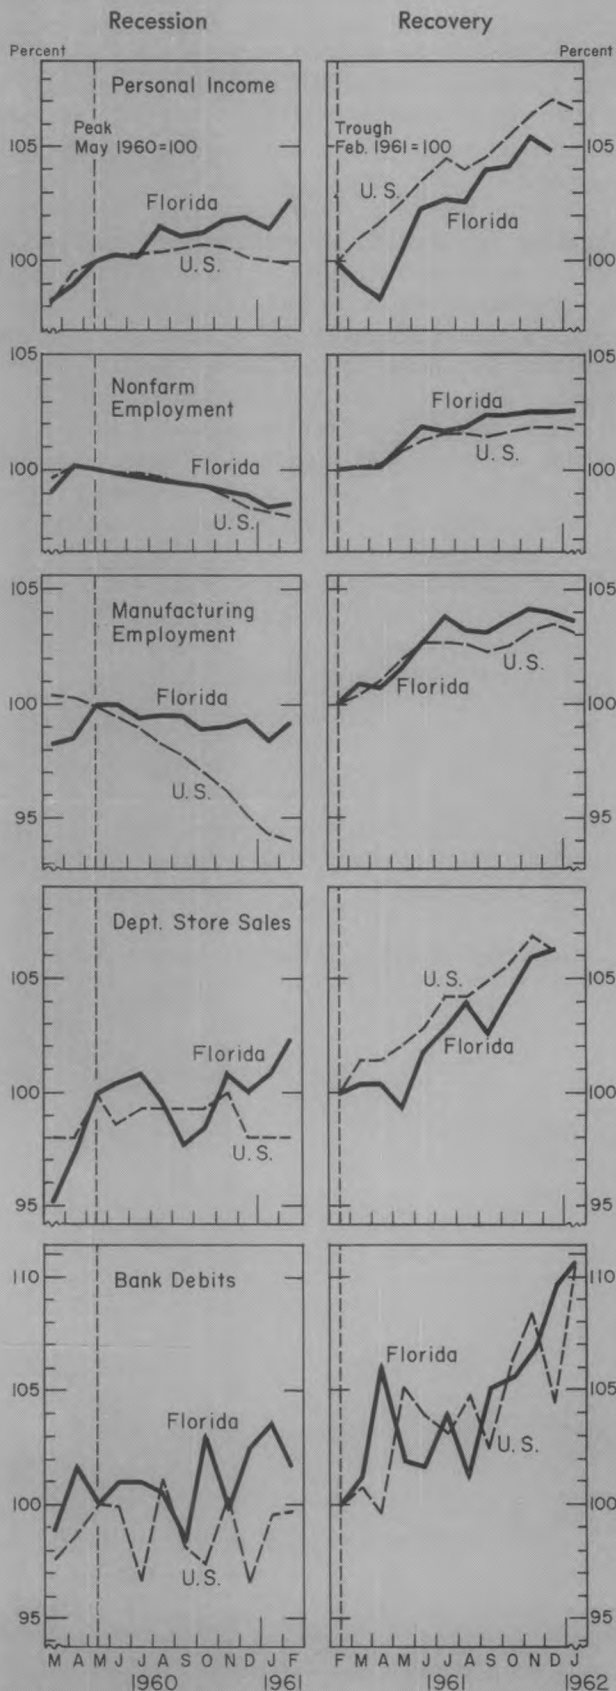 Recession Recovery
Percent Percent
Personal Income
Peak
May 1960=100
Florida
U.S.
105
100
Trough
Feb. 1961=100
U.S.
Florida
105
100
Nonfarm
Employment
Florida
U.S.
105
100
Florida
U.S.
105
100
Manufacturing
Employment
Florida
U.S.
105
100
95
Florida
U.S.
105
100
95
Dept. Store Sales
Florida
U.S.
105
100
95
U.S.
Florida
105
100
95
Bank Debits
Florida
U.S.
110
105
100
95
Florida
U.S.
110
105
100
95
M A M J J A S O N D J F
1960 1961
F M A M J J A S O N D J
1961 1962